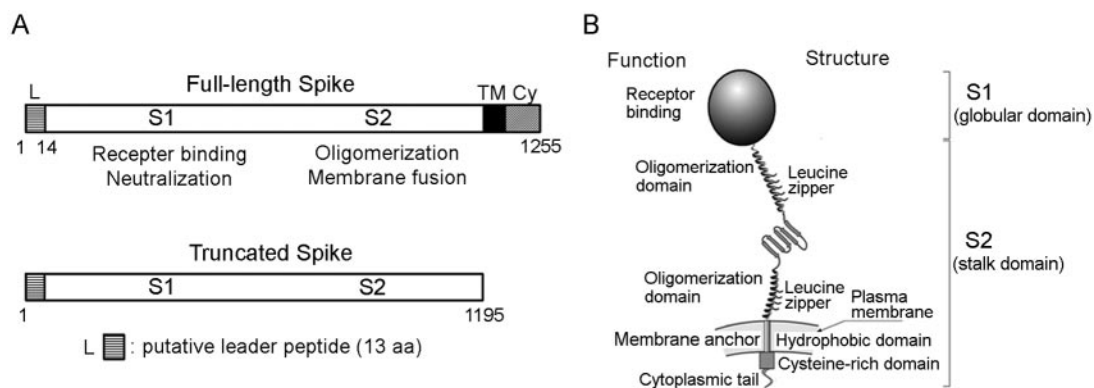 A
Full-length Spike
L
TM Cy
S1
S2
1
14
1255
Recepter binding
Neutralization
Oligomerization
Membrane fusion
Truncated Spike
S1
S2
1
1195
L : putative leader peptide (13 aa)
B
Function
Structure
Receptor
binding
S1
(globular domain)
Oligomerization
domain
Leucine
zipper
S2
(stalk domain)
Oligomerization
domain
Leucine
zipper
Plasma
membrane
Membrane anchor
Hydrophobic domain
Cysteine-rich domain
Cytoplasmic tail